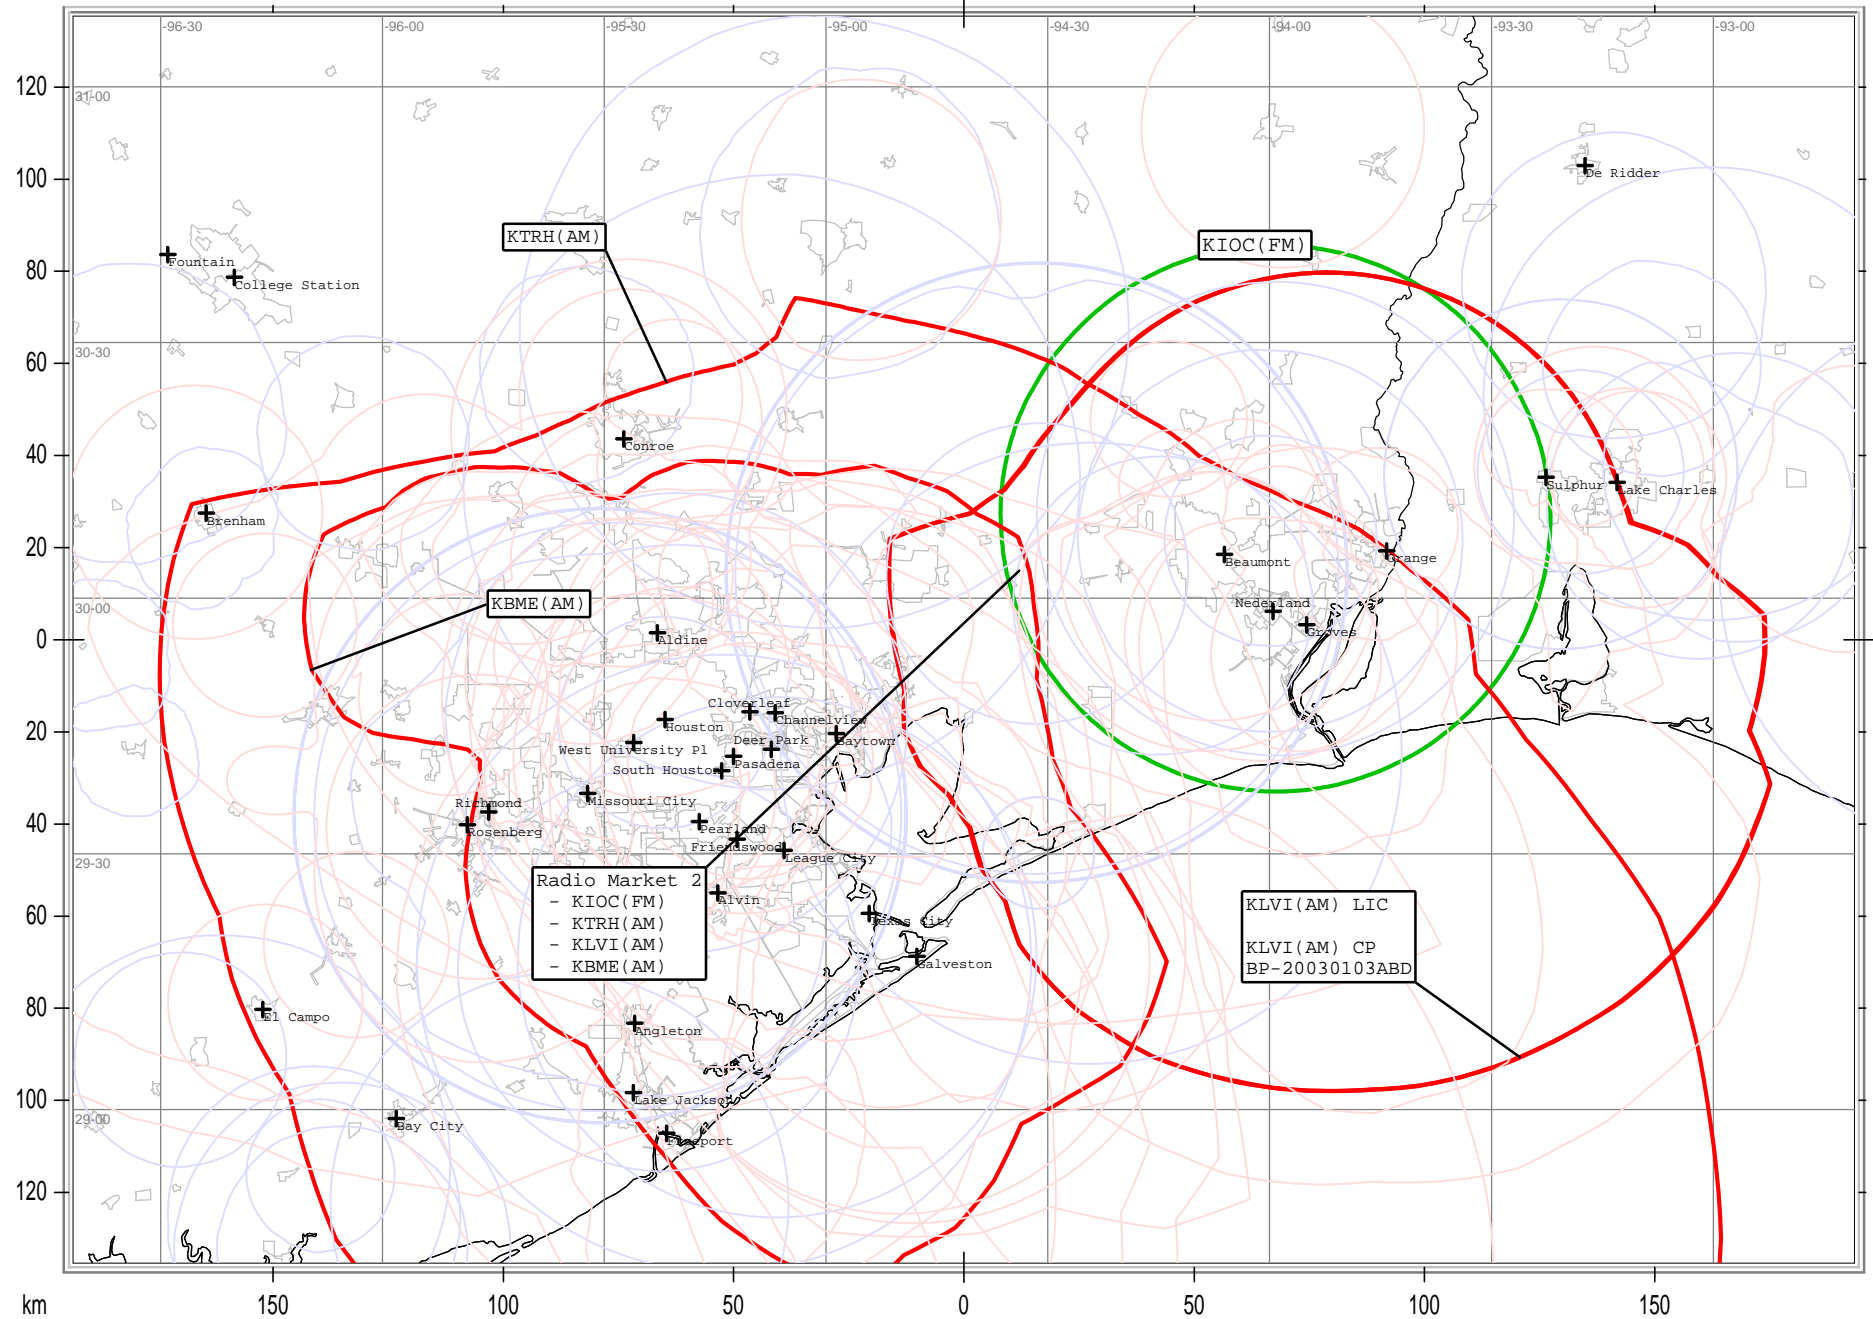 -96-30
-96-00
-95-30
-95-00
-94-30
-94-00
-93-30
-93-00
120
31-00
100
De Ridder
KTRH(AM)
KIOC(FM)
80
Fountain
College Station
60
30-30
40
Conroe
Sulphur
Lake Charles
Brenham
20
Beaumont
Orange
30-00
KBME(AM)
Nederland
Groves
0
Aldine
Cloverleaf
Channelview
Houston
20
Deer Park
Baytown
West University Pl
Pasadena
South Houston
Missouri City
Richmond
40
Rosenberg
Pearland
Friendswood
League City
29-30
Radio Market 2
- KIOC(FM)
- KTRH(AM)
- KLVI(AM)
- KBME(AM)
Alvin
KLVI(AM) LIC
KLVI(AM) CP
BP-20030103ABD
60
Texas City
Galveston
80
El Campo
Angleton
100
Lake Jackson
29-00
Bay City
Freeport
120
km
150
100
50
0
50
100
150